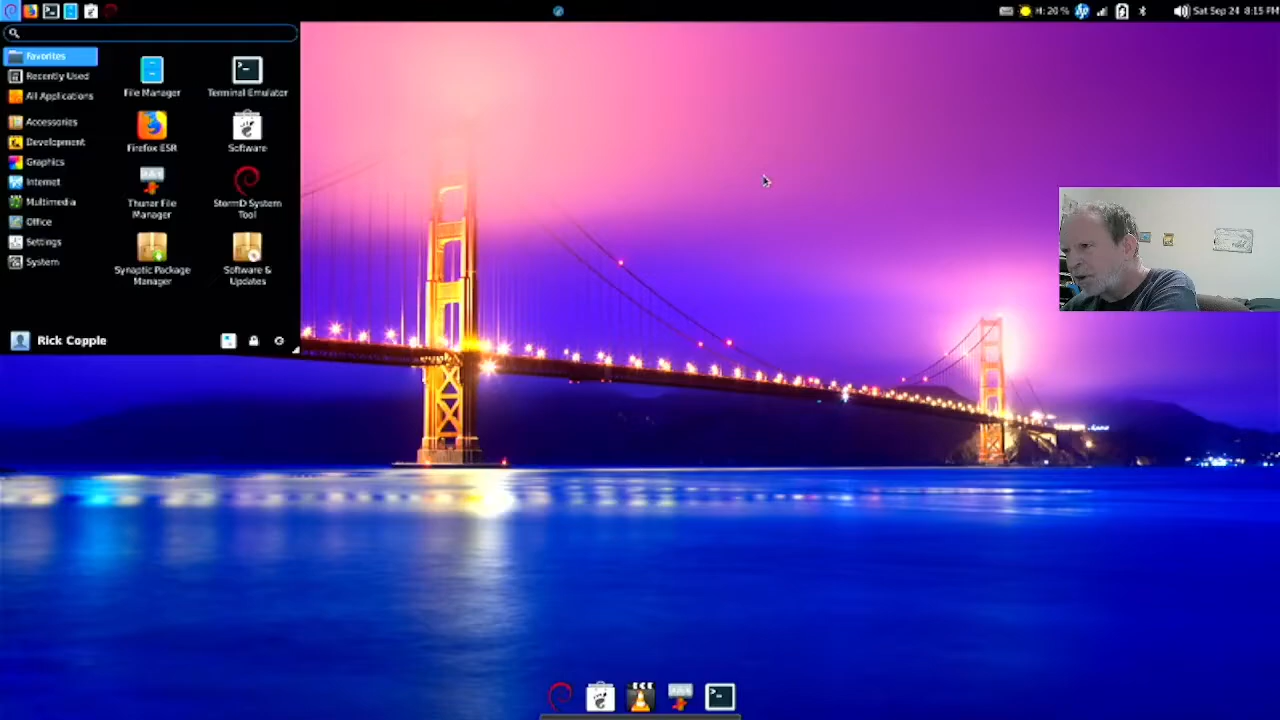 H: 20 %
Sat Sep 24 8:15 PM
Favorites
Recently Used
All Applications
Accessories
Development
Graphics
Internet
Multimedia
Office
Settings
System
File Manager
Terminal Emulator
Firefox ESR
Software
Thunar File
Manager
StormD System
Tool
Synaptic Package
Manager
Software &
Updates
Rick Copple